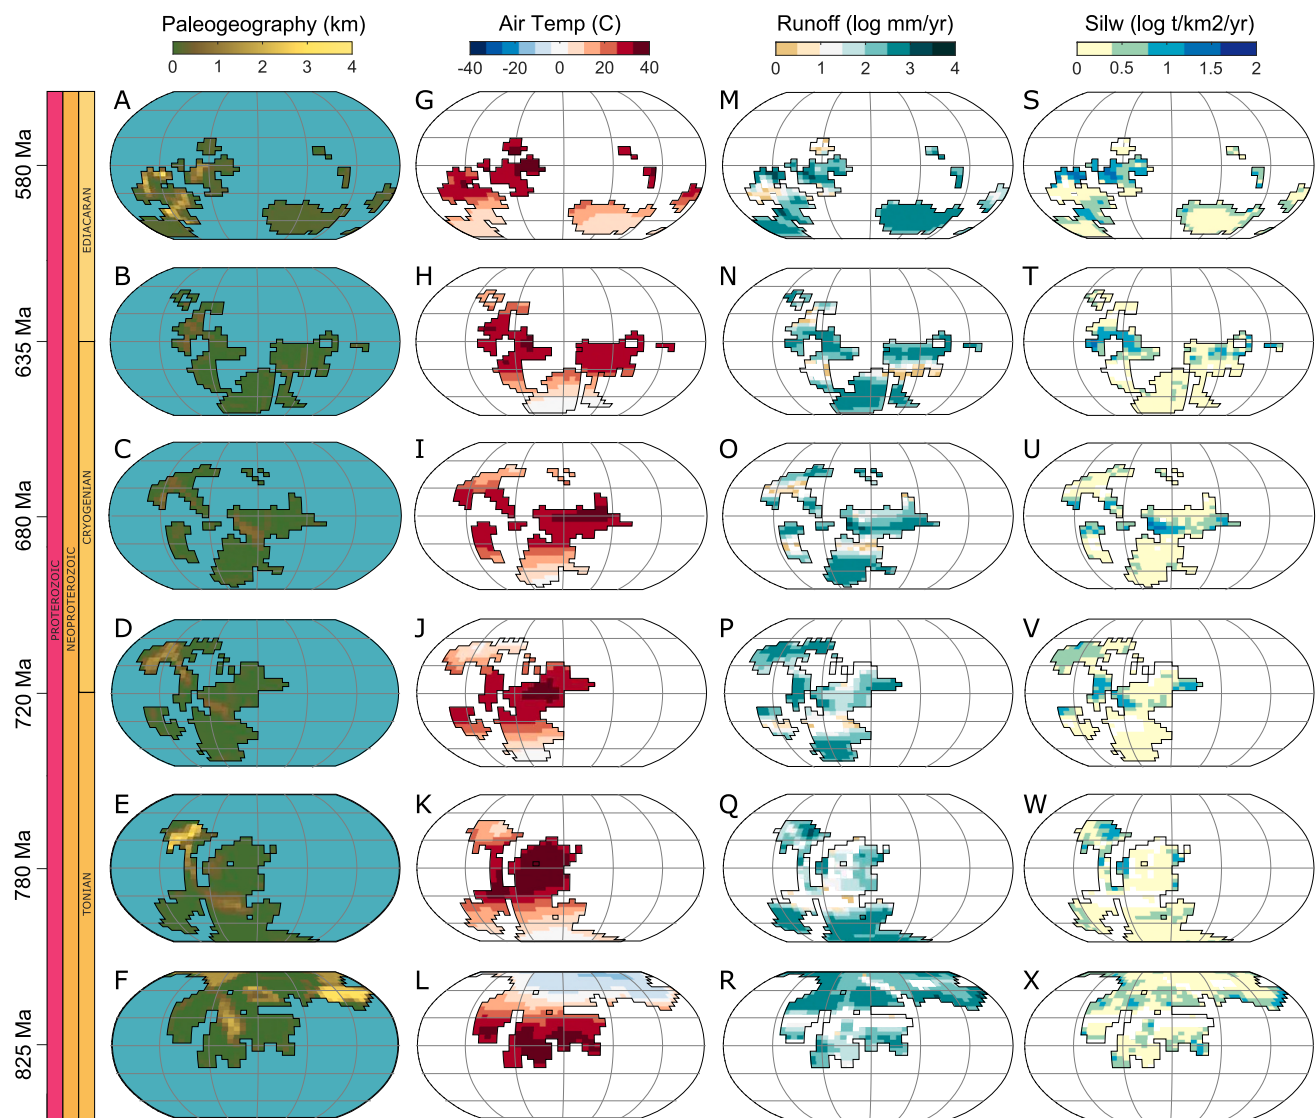 Paleogeography (km) Air Temp (C) Runoff (log mm/yr) Silw (log t/km2/yr)
0 1 2 3 4 -40 -20 0 20 40 0 1 2 3 4 0 0.5 1 1.5 2
A G M S
580 Ma
EDIACARAN
B H N T
635 Ma
C I O U
680 Ma
CRYOGENIAN
PROTEROZOIC
NEOPROTEROZOIC
D J P V
720 Ma
E K Q W
780 Ma
TONIAN
F L R X
825 Ma